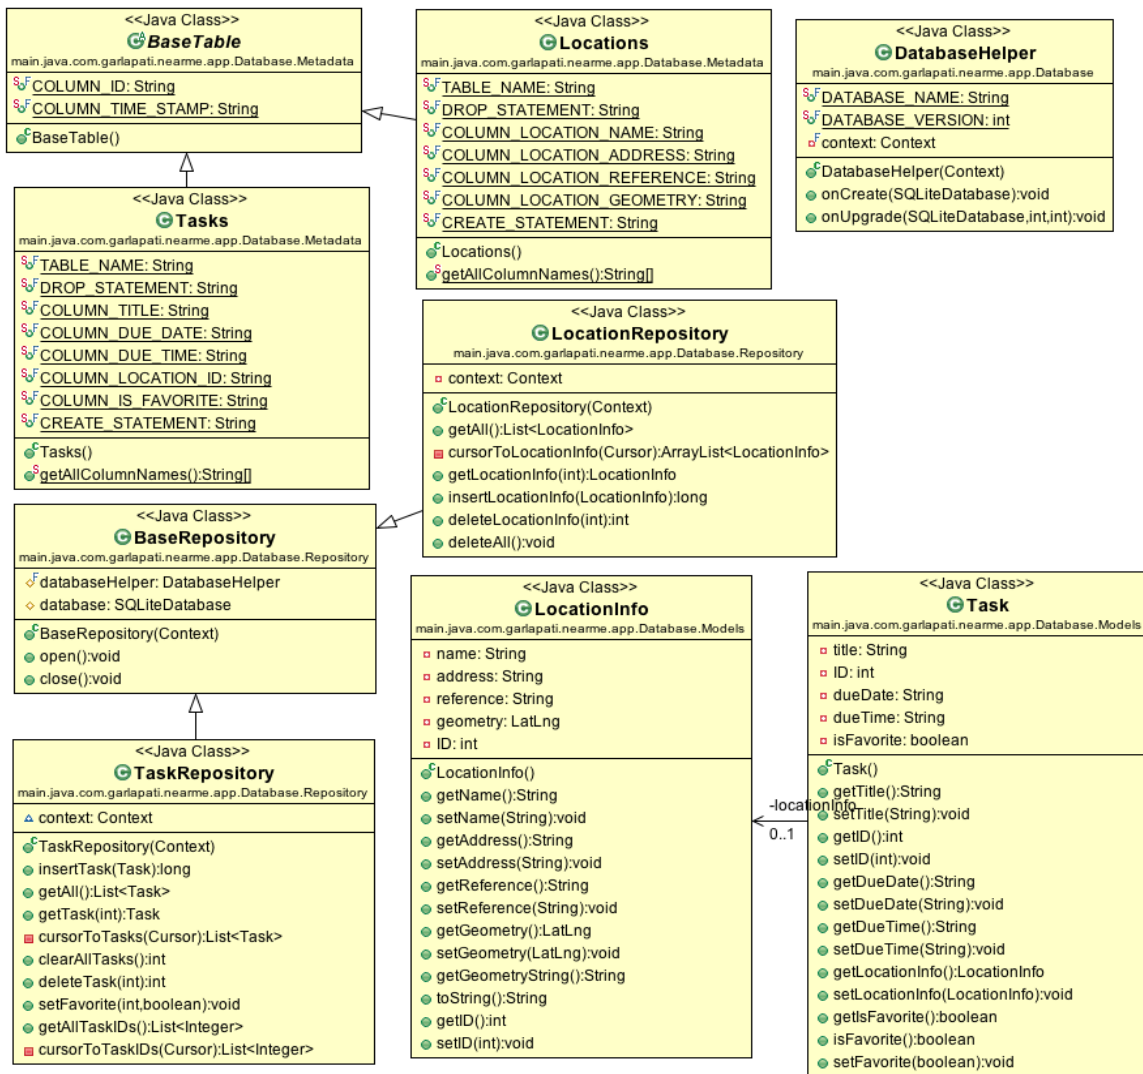 <<Java Class>>
BaseTable
main.java.com.garlapati.nearme.app.Database.Metadata
COLUMN_ID: String
COLUMN_TIME_STAMP: String
BaseTable()
<<Java Class>>
Locations
main.java.com.garlapati.nearme.app.Database.Metadata
TABLE_NAME: String
DROP_STATEMENT: String
COLUMN_LOCATION_NAME: String
COLUMN_LOCATION_ADDRESS: String
COLUMN_LOCATION_REFERENCE: String
COLUMN_LOCATION_GEOMETRY: String
CREATE_STATEMENT: String
Locations()
getAllColumnNames():String[]
<<Java Class>>
DatabaseHelper
main.java.com.garlapati.nearme.app.Database
DATABASE_NAME: String
DATABASE_VERSION: int
context: Context
DatabaseHelper(Context)
onCreate(SQLiteDatabase):void
onUpgrade(SQLiteDatabase,int,int):void
<<Java Class>>
Tasks
main.java.com.garlapati.nearme.app.Database.Metadata
TABLE_NAME: String
DROP_STATEMENT: String
COLUMN_TITLE: String
COLUMN_DUE_DATE: String
COLUMN_DUE_TIME: String
COLUMN_LOCATION_ID: String
COLUMN_IS_FAVORITE: String
CREATE_STATEMENT: String
Tasks()
getAllColumnNames():String[]
<<Java Class>>
LocationRepository
main.java.com.garlapati.nearme.app.Database.Repository
context: Context
LocationRepository(Context)
getAll():List<LocationInfo>
cursorToLocationInfo(Cursor):ArrayList<LocationInfo>
getLocationInfo(int):LocationInfo
insertLocationInfo(LocationInfo):long
deleteLocationInfo(int):int
deleteAll():void
<<Java Class>>
BaseRepository
main.java.com.garlapati.nearme.app.Database.Repository
databaseHelper: DatabaseHelper
database: SQLiteDatabase
BaseRepository(Context)
open():void
close():void
<<Java Class>>
TaskRepository
main.java.com.garlapati.nearme.app.Database.Repository
context: Context
TaskRepository(Context)
insertTask(Task):long
getAll():List<Task>
getTask(int):Task
cursorToTasks(Cursor):List<Task>
clearAllTasks():int
deleteTask(int):int
setFavorite(int,boolean):void
getAllTaskIDs():List<Integer>
cursorToTaskIDs(Cursor):List<Integer>
<<Java Class>>
LocationInfo
main.java.com.garlapati.nearme.app.Database.Models
name: String
address: String
reference: String
geometry: LatLng
ID: int
LocationInfo()
getName():String
setName(String):void
getAddress():String
setAddress(String):void
getReference():String
setReference(String):void
getGeometry():LatLng
setGeometry(LatLng):void
getGeometryString():String
toString():String
getID():int
setID(int):void
-locationInfo
0..1
<<Java Class>>
Task
main.java.com.garlapati.nearme.app.Database.Models
title: String
ID: int
dueDate: String
dueTime: String
isFavorite: boolean
Task()
getTitle():String
setTitle(String):void
getID():int
setID(int):void
getDueDate():String
setDueDate(String):void
getDueTime():String
setDueTime(String):void
getLocationInfo():LocationInfo
setLocationInfo(LocationInfo):void
getIsFavorite():boolean
isFavorite():boolean
setFavorite(boolean):void